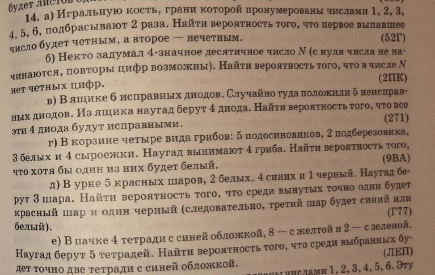 будет листов одно
14. а) Игральную кость, грани которой пронумерованы числами 1, 2, 3,
4, 5, 6, подбрасывают 2 раза. Найти вероятность того, что первое выпавшее
число будет четным, а второе — нечетным. (52Г)
б) Некто задумал 4-значное десятичное число N (с нуля числа не на-
чинаются, повторы цифр возможны). Найти вероятность того, что в числе N
нет четных цифр. (2ПК)
в) В ящике 6 исправных диодов. Случайно туда положили 5 неисправ-
ных диодов. Из ящика наугад берут 4 диода. Найти вероятность того, что все
эти 4 диода будут исправными. (271)
г) В корзине четыре вида грибов: 5 подосиновиков, 2 подберезовика,
3 белых и 4 сыроежки. Наугад вынимают 4 гриба. Найти вероятность того,
что хотя бы один из них будет белый. (9ВА)
д) В урне 5 красных шаров, 2 белых, 4 синих и 1 черный. Наугад бе-
рут 3 шара. Найти вероятность того, что среди вынутых точно один будет
красный шар и один черный (следовательно, третий шар будет синий или
белый). (Г77)
е) В пачке 4 тетради с синей обложкой, 8 — с желтой и 2 — с зеленой.
Наугад берут 5 тетрадей. Найти вероятность того, что среди выбранных бу-
дет точно две тетради с синей обложкой. (ЛЕП)
числами 1, 2, 3, 4, 5, 6. Эту